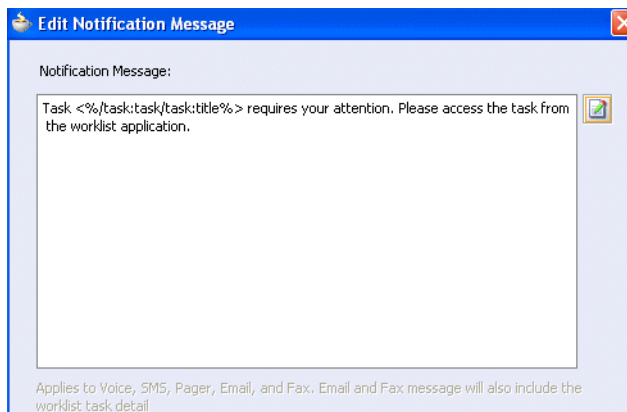 Edit Notification Message
Notification Message:
Task <%/task:task/task:title%> requires your attention. Please access the task from
the worklist application.
Applies to Voice, SMS, Pager, Email, and Fax. Email and Fax message will also include the
worklist task detail